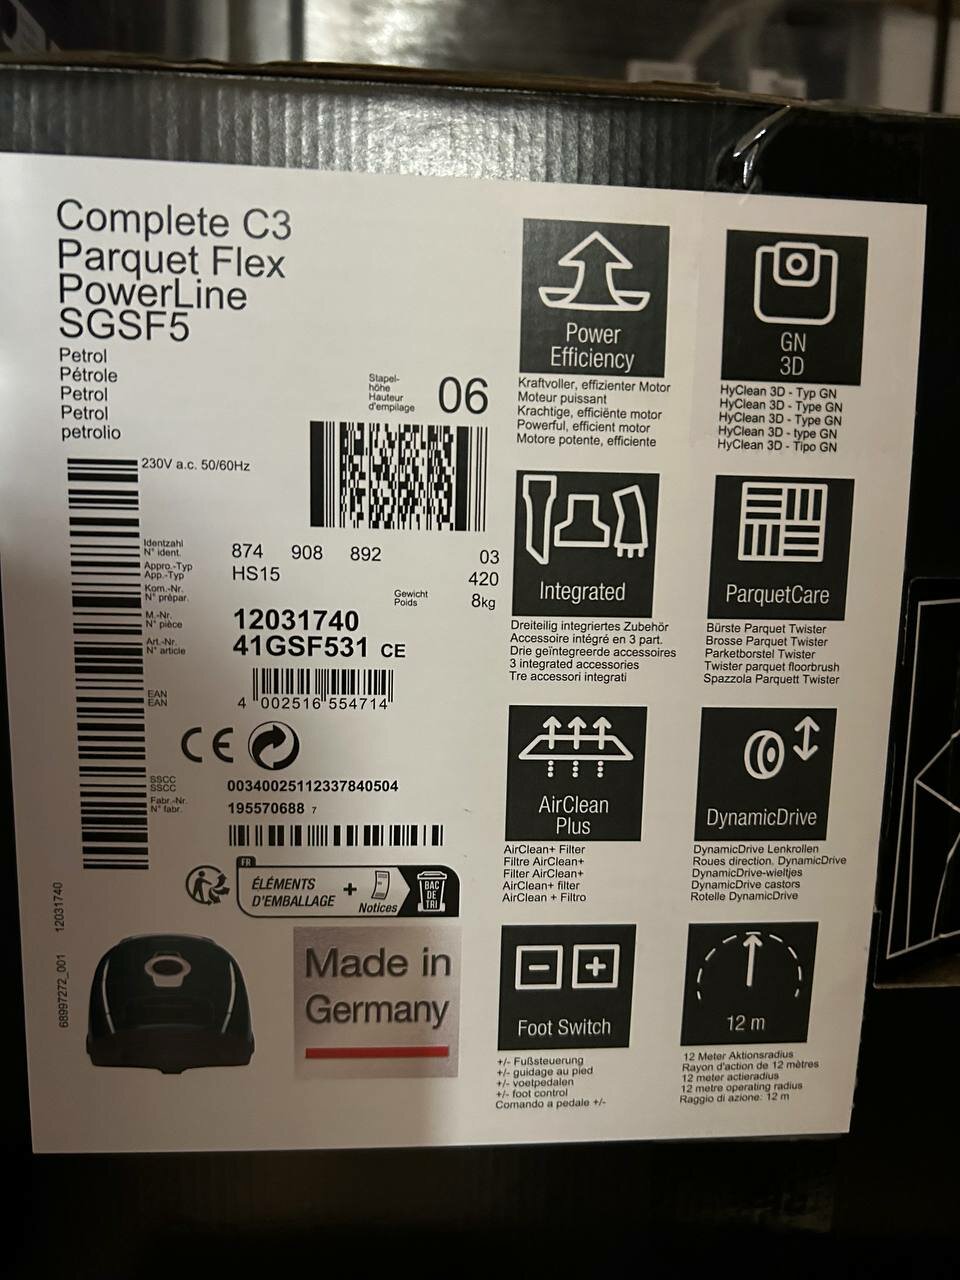 Complete C3
Parquet Flex
PowerLine
SGSF5
Petrol
Pétrole
Petrol
Petrol
petrolio
Stapel-
höhe
Hauteur
d'empilage
06
230V a.c. 50/60Hz
Identzahl
N° ident.
874 908 892 03
Appro.-Typ
App.-Typ
HS15 420
Kom.-Nr.
N° prépar.
Gewicht
Poids
8kg
M.-Nr.
N° pièce
12031740
Art.-Nr.
N° article
41GSF531 CE
EAN
EAN
4 002516 554714
CE
SSCC
SSCC
00340025112337840504
Fabr.-Nr.
N° fabr.
195570688 7
FR
ÉLÉMENTS
D'EMBALLAGE
+
Notices
BAC
DE
TRI
68997272_001 12031740
Made in
Germany
Power
Efficiency
Kraftvoller, effizienter Motor
Moteur puissant
Krachtige, efficiënte motor
Powerful, efficient motor
Motore potente, efficiente
GN
3D
HyClean 3D - Typ GN
HyClean 3D - Type GN
HyClean 3D - Type GN
HyClean 3D - type GN
HyClean 3D - Tipo GN
Integrated
Dreiteilig integriertes Zubehör
Accessoire intégré en 3 part.
Drie geïntegreerde accessoires
3 integrated accessories
Tre accessori integrati
ParquetCare
Bürste Parquet Twister
Brosse Parquet Twister
Parketborstel Twister
Twister parquet floorbrush
Spazzola Parquett Twister
AirClean
Plus
AirClean+ Filter
Filtre AirClean+
Filter AirClean+
AirClean+ filter
AirClean + Filtro
DynamicDrive
DynamicDrive Lenkrollen
Roues direction. DynamicDrive
DynamicDrive-wieltjes
DynamicDrive castors
Rotelle DynamicDrive
Foot Switch
+/- Fußsteuerung
+/- guidage au pied
+/- voetpedalen
+/- foot control
Comando a pedale +/-
12 m
12 Meter Aktionsradius
Rayon d'action de 12 mètres
12 meter actieradius
12 metre operating radius
Raggio di azione: 12 m